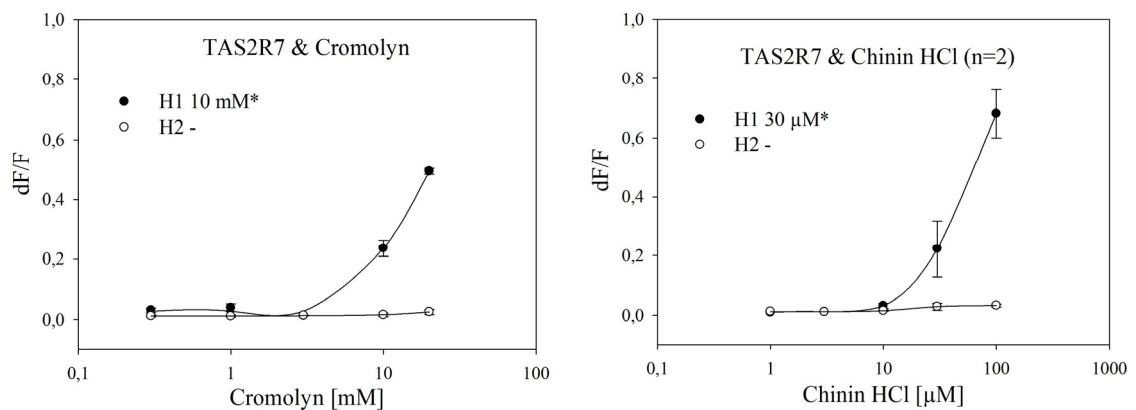 TAS2R7 & Cromolyn
H1 10 mM*
H2 -
dF/F
1,0
0,8
0,6
0,4
0,2
0,0
0,1
1
10
100
Cromolyn [mM]
TAS2R7 & Chinin HCl (n=2)
H1 30 µM*
H2 -
dF/F
1,0
0,8
0,6
0,4
0,2
0,0
0,1
1
10
100
1000
Chinin HCl [µM]